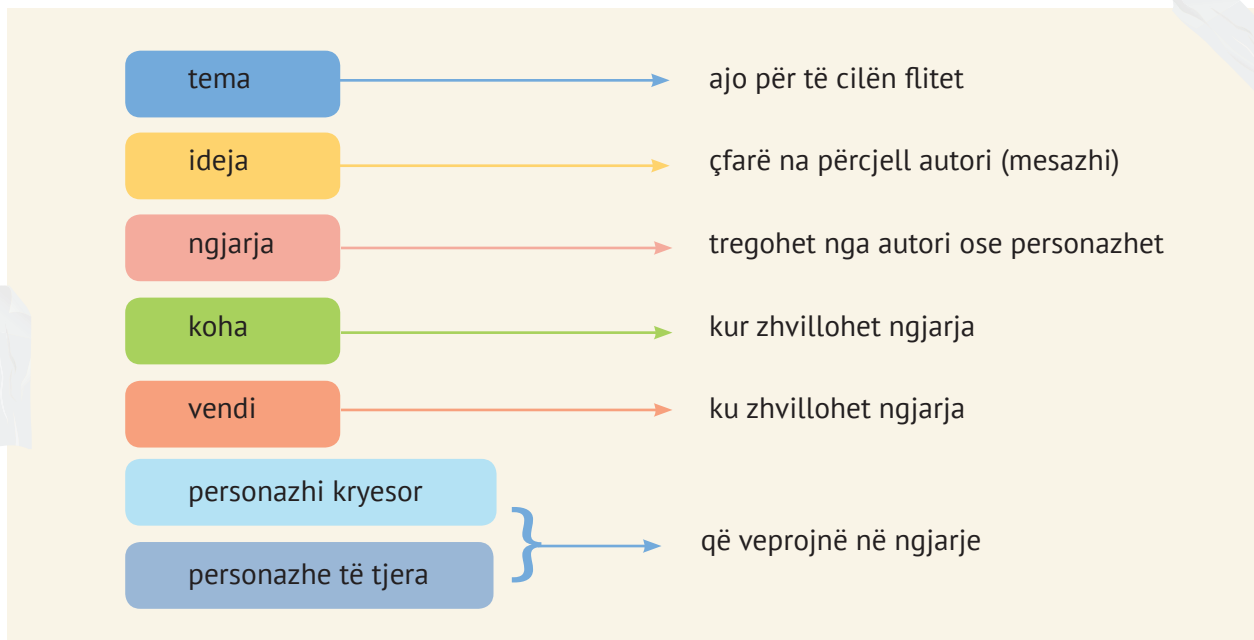 tema ajo për të cilën flitet
ideja çfarë na përcjell autori (mesazhi)
ngjarja tregohet nga autori ose personazhet
koha kur zhvillohet ngjarja
vendi ku zhvillohet ngjarja
personazhi kryesor
personazhe të tjera
që veprojnë në ngjarje